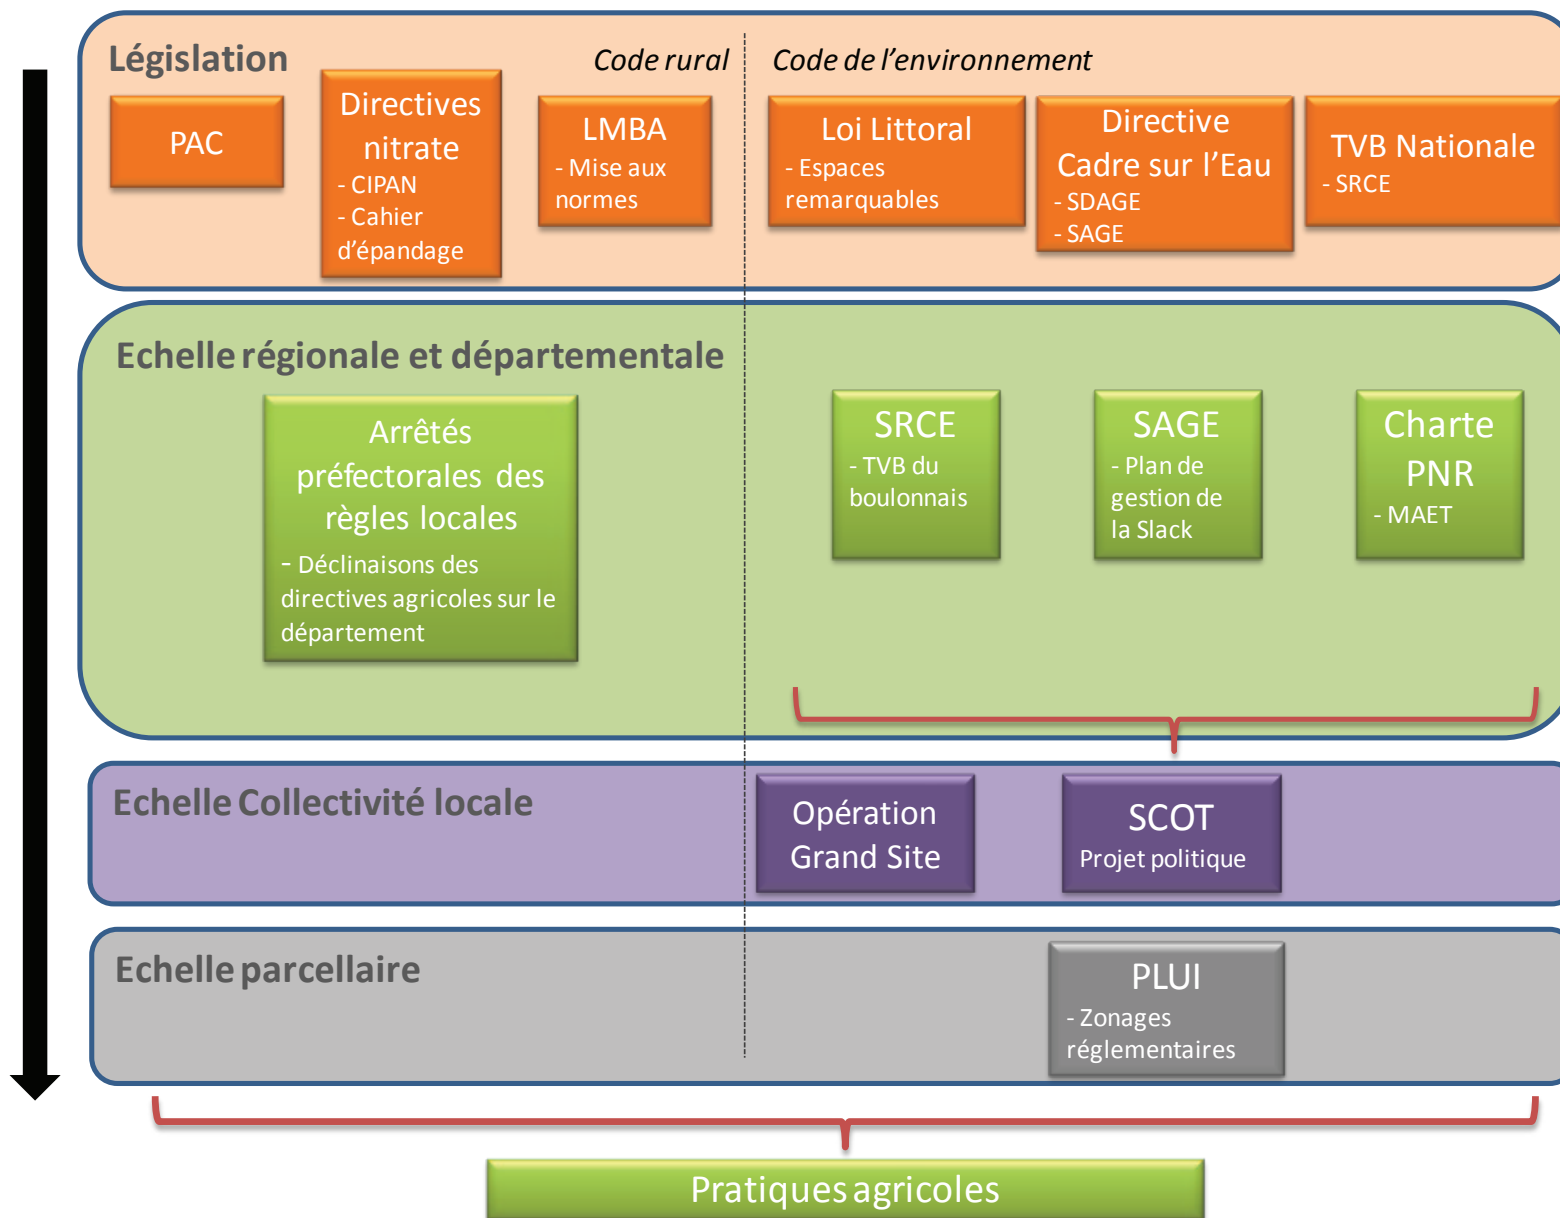 Législation
Code rural
Code de l'environnement
PAC
Directives
nitrate
- CIPAN
- Cahier
d'épandage
LMBA
- Mise aux
normes
Loi Littoral
- Espaces
remarquables
Directive
Cadre sur l'Eau
- SDAGE
- SAGE
TVB Nationale
- SRCE
Echelle régionale et départementale
Arrêtés
préfectorales des
règles locales
- Déclinaisons des
directives agricoles sur le
département
SRCE
- TVB du
boulonnais
SAGE
- Plan de
gestion de
la Slack
Charte
PNR
- MAET
Echelle Collectivité locale
Opération
Grand Site
SCOT
Projet politique
Echelle parcellaire
PLUI
- Zonages
réglementaires
Pratiques agricoles